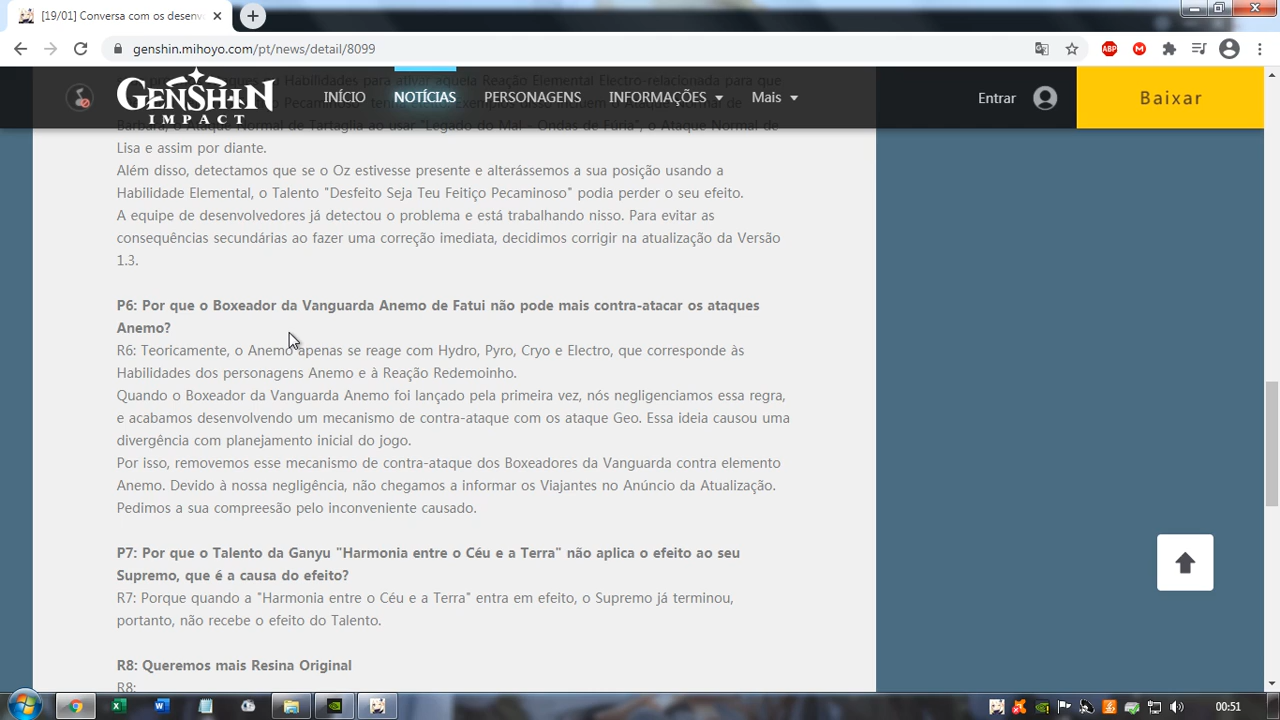 [19/01] Conversa com os desenv
genshin.mihoyo.com/pt/news/detail/8099
ABP
M
GENSHIN
IMPACT
INÍCIO
NOTÍCIAS
PERSONAGENS
INFORMAÇÕES
Mais
Entrar
Baixar
Habilidades para ativar aquela Reação Elemental Electro-relacionada para que
Barbara, o Ataque Normal de Tartaglia ao usar "Legado do Mal - Ondas de Fúria", o Ataque Normal de
Lisa e assim por diante.
Além disso, detectamos que se o Oz estivesse presente e alterássemos a sua posição usando a
Habilidade Elemental, o Talento "Desfeito Seja Teu Feitiço Pecaminoso" podia perder o seu efeito.
A equipe de desenvolvedores já detectou o problema e está trabalhando nisso. Para evitar as
consequências secundárias ao fazer uma correção imediata, decidimos corrigir na atualização da Versão
1.3.
P6: Por que o Boxeador da Vanguarda Anemo de Fatui não pode mais contra-atacar os ataques
Anemo?
R6: Teoricamente, o Anemo apenas se reage com Hydro, Pyro, Cryo e Electro, que corresponde às
Habilidades dos personagens Anemo e à Reação Redemoinho.
Quando o Boxeador da Vanguarda Anemo foi lançado pela primeira vez, nós negligenciamos essa regra,
e acabamos desenvolvendo um mecanismo de contra-ataque com os ataque Geo. Essa ideia causou uma
divergência com planejamento inicial do jogo.
Por isso, removemos esse mecanismo de contra-ataque dos Boxeadores da Vanguarda contra elemento
Anemo. Devido à nossa negligência, não chegamos a informar os Viajantes no Anúncio da Atualização.
Pedimos a sua compreesão pelo inconveniente causado.
P7: Por que o Talento da Ganyu "Harmonia entre o Céu e a Terra" não aplica o efeito ao seu
Supremo, que é a causa do efeito?
R7: Porque quando a "Harmonia entre o Céu e a Terra" entra em efeito, o Supremo já terminou,
portanto, não recebe o efeito do Talento.
R8: Queremos mais Resina Original
R8:
00:51